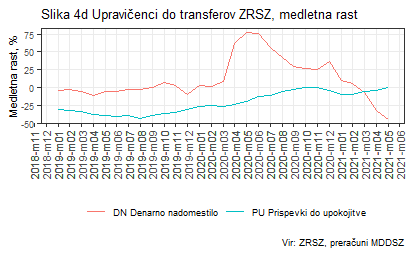 Slika 4d Upravičenci do transferov ZRSZ, medletna rast
Medletna rast, %
75
50
25
0
-25
-50
2018-m11
2018-m12
2019-m01
2019-m02
2019-m03
2019-m04
2019-m05
2019-m06
2019-m07
2019-m08
2019-m09
2019-m10
2019-m11
2019-m12
2020-m01
2020-m02
2020-m03
2020-m04
2020-m05
2020-m06
2020-m07
2020-m08
2020-m09
2020-m10
2020-m11
2020-m12
2021-m01
2021-m02
2021-m03
2021-m04
2021-m05
2021-m06
DN Denarno nadomestilo PU Prispevki do upokojitve
Vir: ZRSZ, preračuni MDDSZ